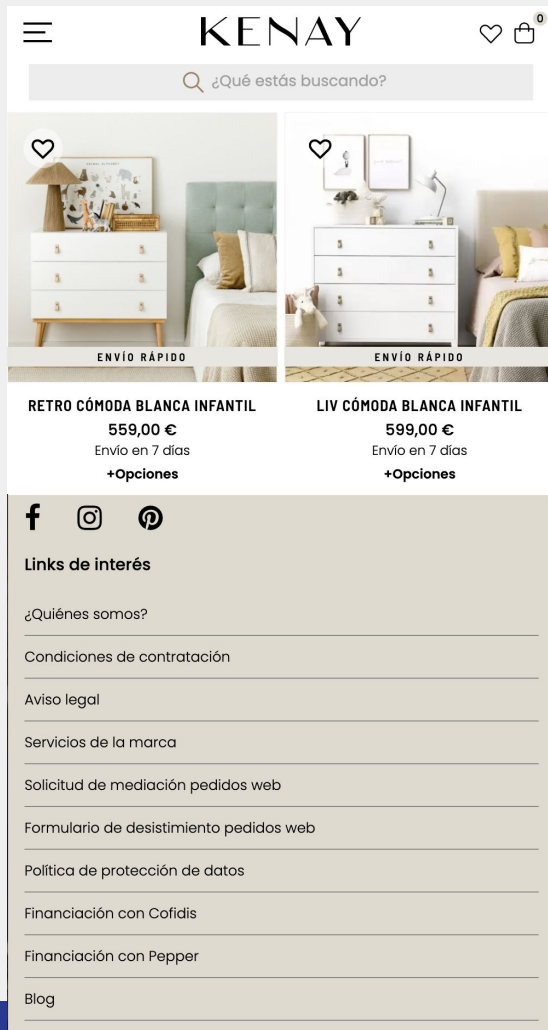 KENAY
0
¿Qué estás buscando?
ENVÍO RÁPIDO
ENVÍO RÁPIDO
RETRO CÓMODA BLANCA INFANTIL
559,00 €
Envío en 7 días
+Opciones
LIV CÓMODA BLANCA INFANTIL
599,00 €
Envío en 7 días
+Opciones
Links de interés
¿Quiénes somos?
Condiciones de contratación
Aviso legal
Servicios de la marca
Solicitud de mediación pedidos web
Formulario de desistimiento pedidos web
Política de protección de datos
Financiación con Cofidis
Financiación con Pepper
Blog